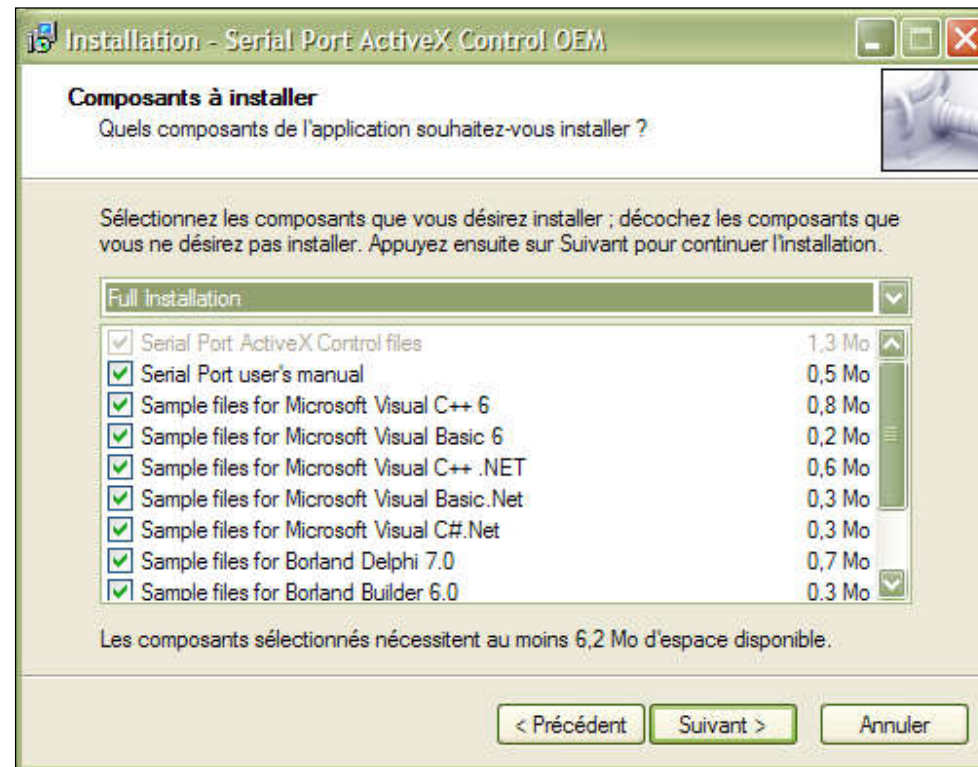 Installation - Serial Port ActiveX Control OEM
Composants à installer
Quels composants de l'application souhaitez-vous installer ?
Sélectionnez les composants que vous désirez installer ; décochez les composants que
vous ne désirez pas installer. Appuyez ensuite sur Suivant pour continuer l'installation.
Full Installation
Serial Port ActiveX Control files 1,3 Mo
Serial Port user's manual 0,5 Mo
Sample files for Microsoft Visual C++ 6 0,8 Mo
Sample files for Microsoft Visual Basic 6 0,2 Mo
Sample files for Microsoft Visual C++ .NET 0,6 Mo
Sample files for Microsoft Visual Basic.Net 0,3 Mo
Sample files for Microsoft Visual C#.Net 0,3 Mo
Sample files for Borland Delphi 7.0 0,7 Mo
Sample files for Borland Builder 6.0 0.3 Mo
Les composants sélectionnés nécessitent au moins 6,2 Mo d'espace disponible.
< Précédent Suivant > Annuler